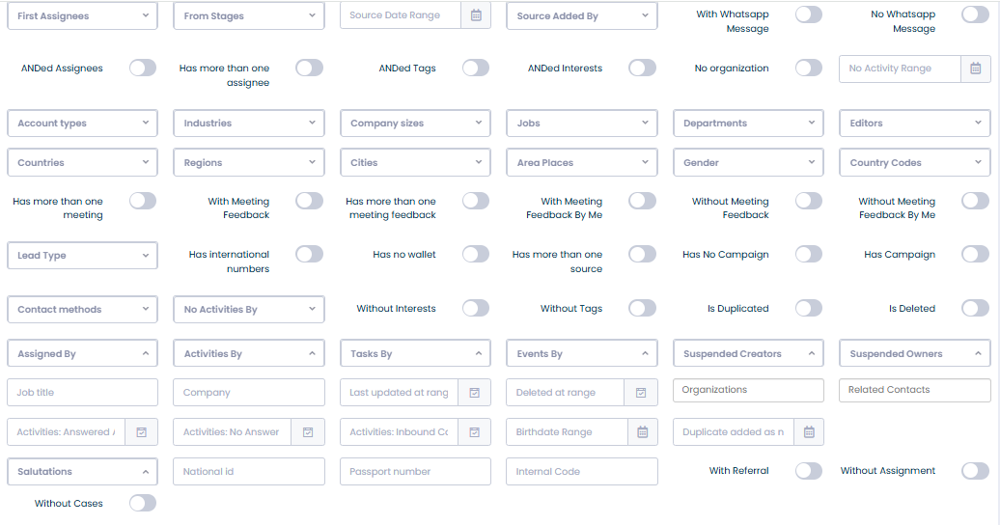 First Assignees
From Stages
Source Date Range
Source Added By
With Whatsapp
Message
No Whatsapp
Message
ANDed Assignees
Has more than one
assignee
ANDed Tags
ANDed Interests
No organization
No Activity Range
Account types
Industries
Company sizes
Jobs
Departments
Editors
Countries
Regions
Cities
Area Places
Gender
Country Codes
Has more than one
meeting
With Meeting
Feedback
Has more than one
meeting feedback
With Meeting
Feedback By Me
Without Meeting
Feedback
Without Meeting
Feedback By Me
Lead Type
Has international
numbers
Has no wallet
Has more than one
source
Has No Campaign
Has Campaign
Contact methods
No Activities By
Without Interests
Without Tags
Is Duplicated
Is Deleted
Assigned By
Activities By
Tasks By
Events By
Suspended Creators
Suspended Owners
Job title
Company
Last updated at rang
Deleted at range
Organizations
Related Contacts
Activities: Answered
Activities: No Answer
Activities: Inbound
Birthdate Range
Duplicate added as n
Salutations
National id
Passport number
Internal Code
With Referral
Without Assignment
Without Cases